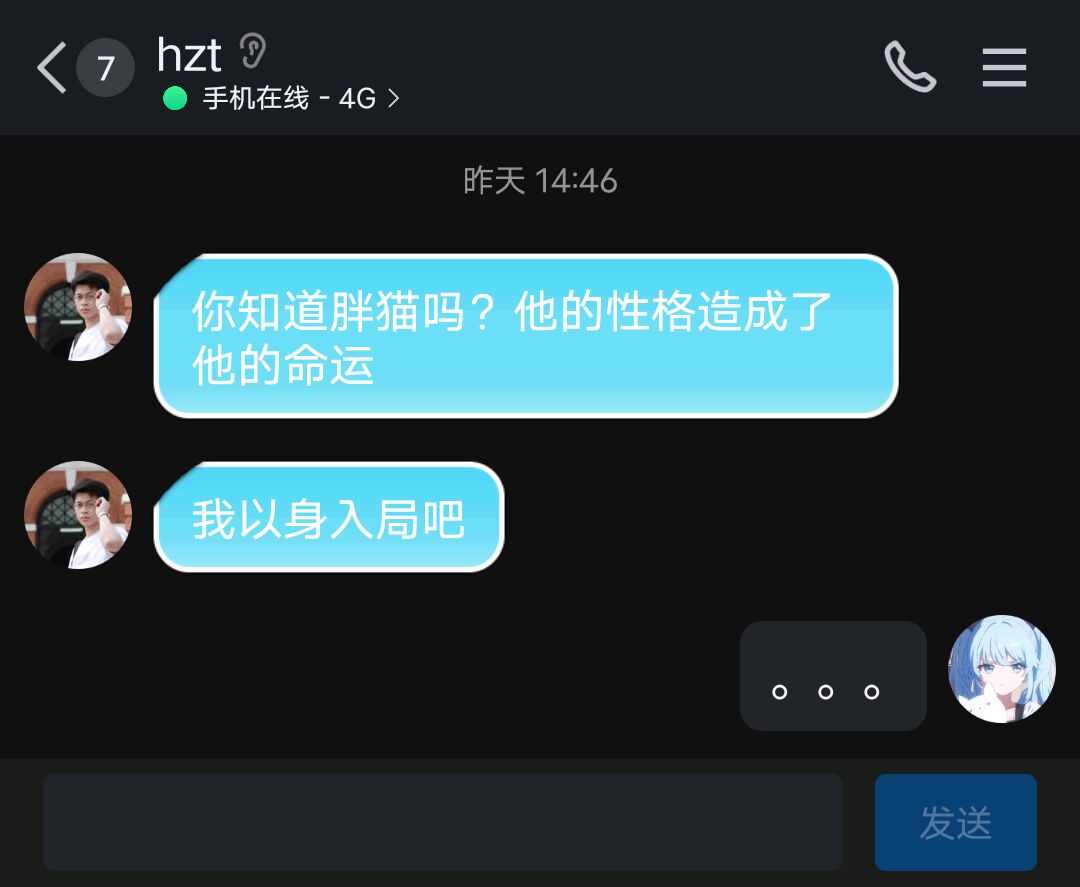 7
hzt
手机在线 - 4G
昨天 14:46
你知道胖猫吗？他的性格造成了
他的命运
我以身入局吧
。。。
发送